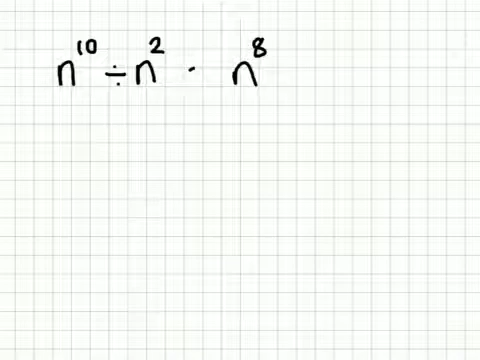 n¹⁰ ÷ n² · n⁸